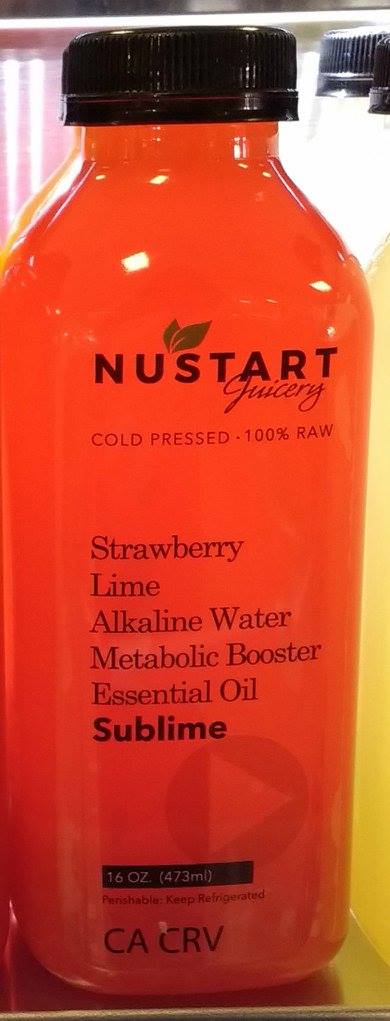 NUSTART
Juicery
COLD PRESSED · 100% RAW
Strawberry
Lime
Alkaline Water
Metabolic Booster
Essential Oil
Sublime
16 OZ. (473ml)
Perishable: Keep Refrigerated
CA CRV